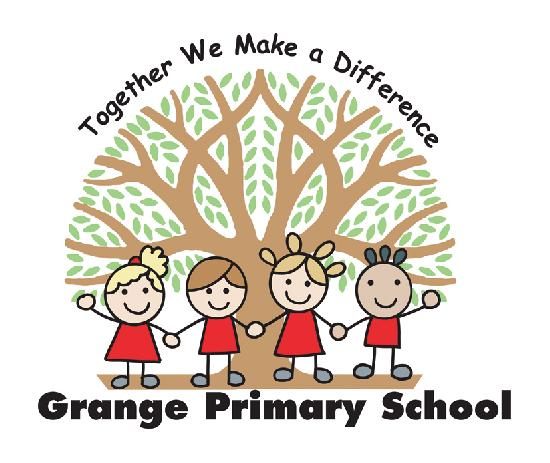 Together We Make a Difference
Grange Primary School